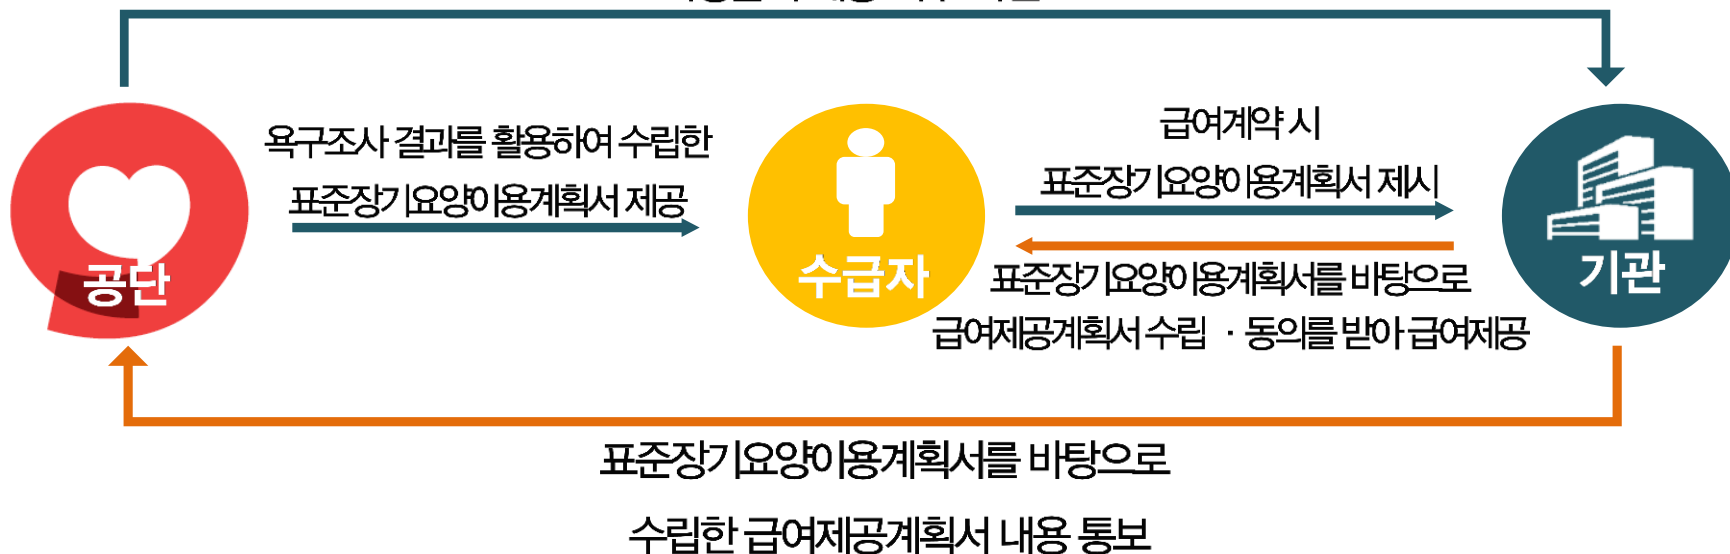 욕구조사 결과를 활용하여 수립한
표준장기요양이용계획서 제공
급여계약 시
표준장기요양이용계획서 제시
표준장기요양이용계획서를 바탕으로
급여제공계획서 수립 · 동의를 받아 급여제공
공단
수급자
기관
표준장기요양이용계획서를 바탕으로
수립한 급여제공계획서 내용 통보